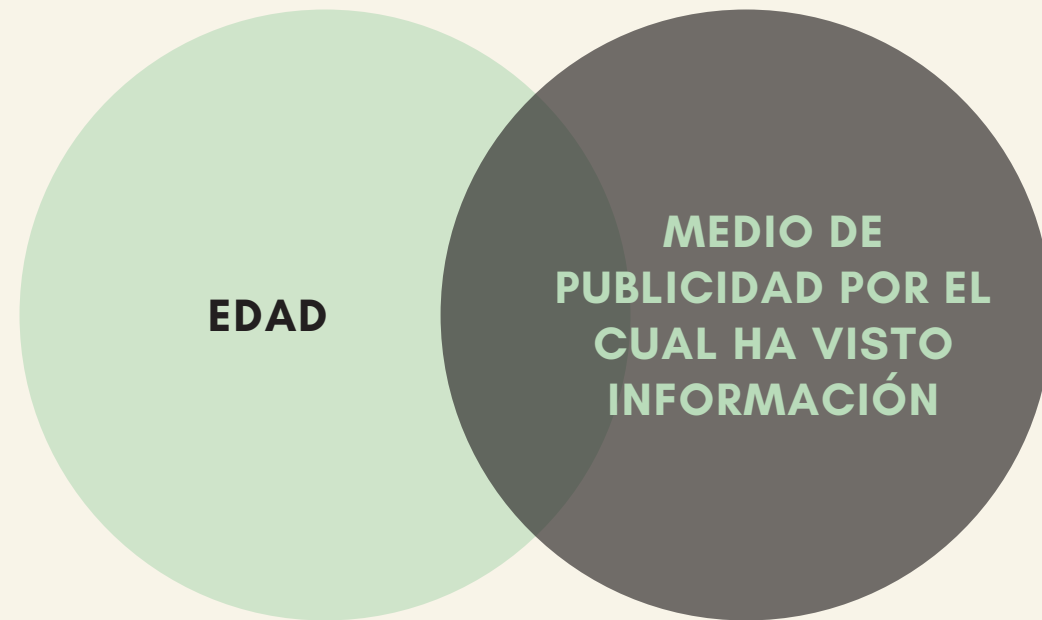 EDAD
MEDIO DE
PUBLICIDAD POR EL
CUAL HA VISTO
INFORMACIÓN